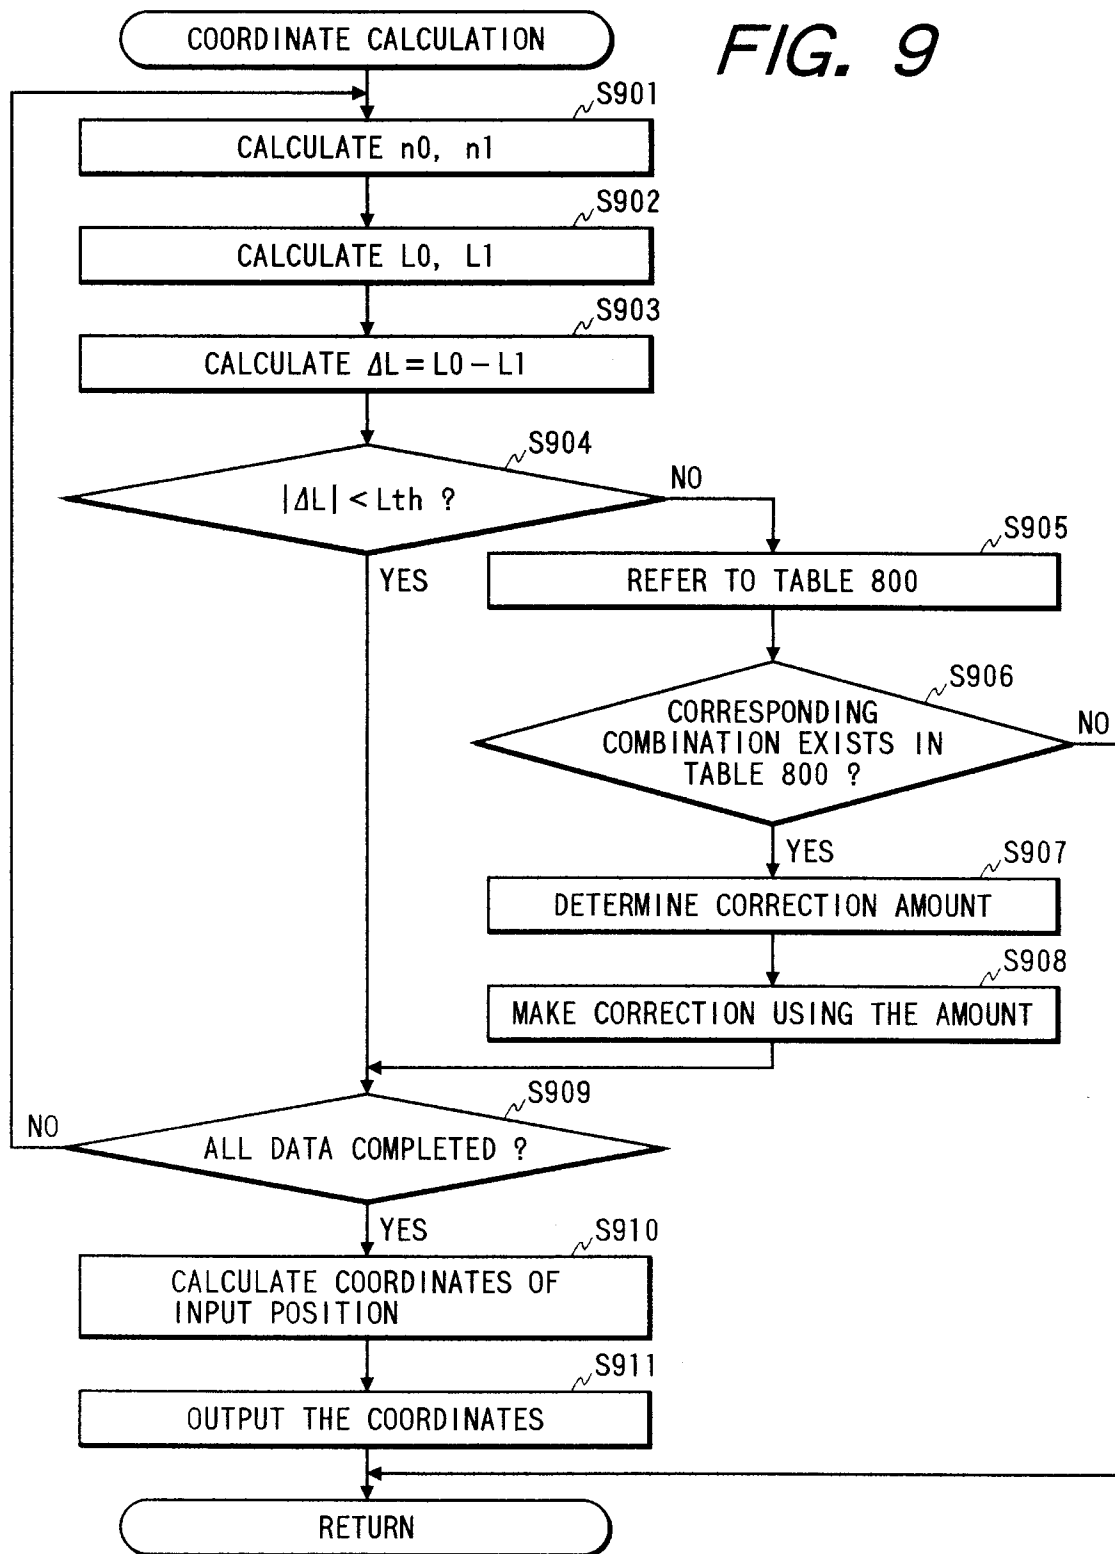 COORDINATE CALCULATION
FIG. 9
S901
CALCULATE n0, n1
S902
CALCULATE L0, L1
S903
CALCULATE ΔL=L0-L1
S904
|ΔL|<Lth ?
NO
YES
S905
REFER TO TABLE 800
S906
CORRESPONDING
COMBINATION EXISTS IN
TABLE 800 ?
NO
YES
S907
DETERMINE CORRECTION AMOUNT
S908
MAKE CORRECTION USING THE AMOUNT
S909
NO
ALL DATA COMPLETED ?
YES
S910
CALCULATE COORDINATES OF
INPUT POSITION
S911
OUTPUT THE COORDINATES
RETURN